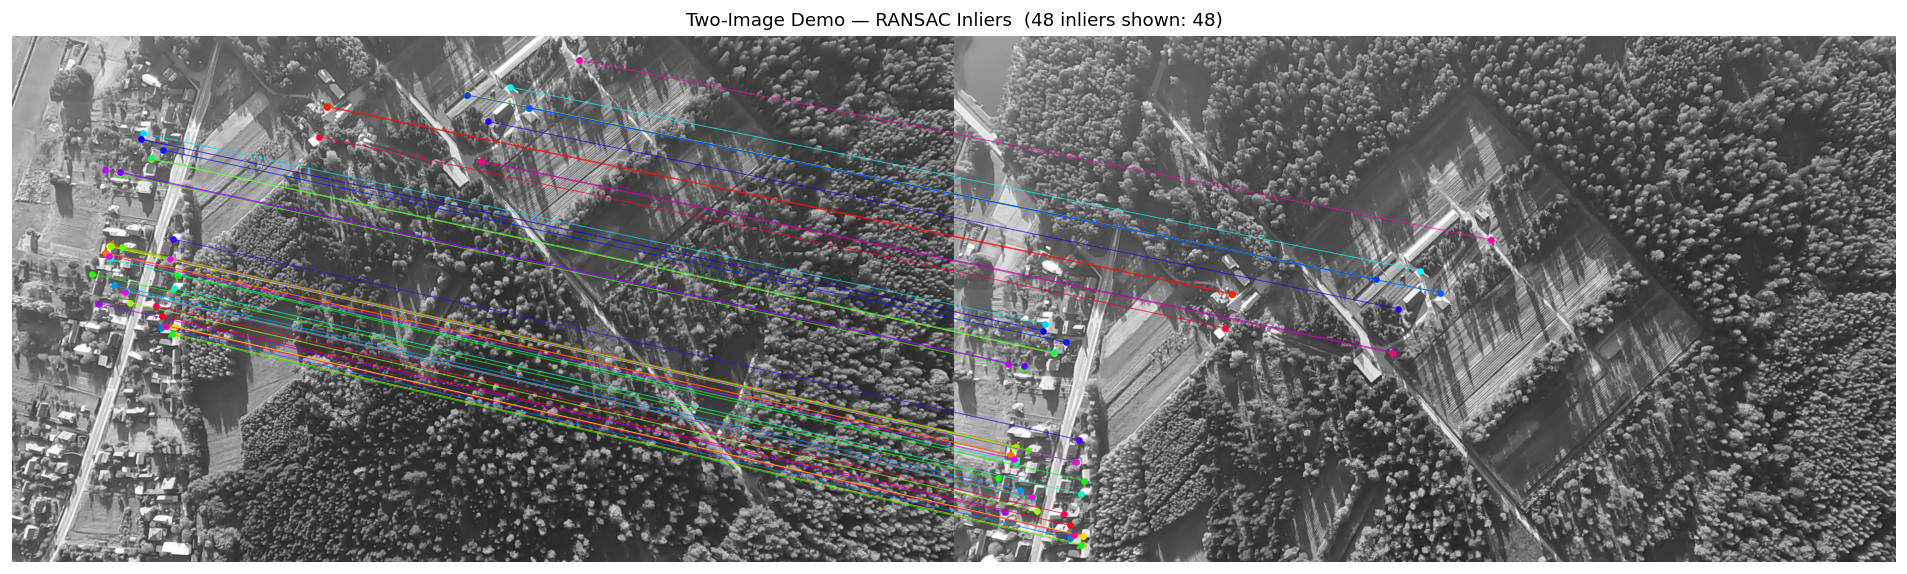 Two-Image Demo — RANSAC Inliers  (48 inliers shown: 48)